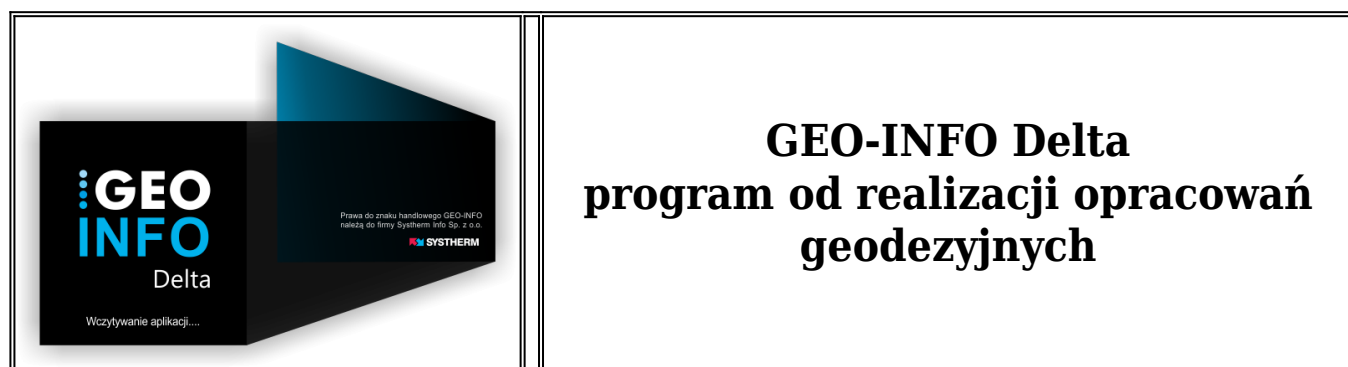 GEO
INFO
Delta
Wczytywanie aplikacji....
Prawa do znaku handlowego GEO-INFO
należą do firmy Systherm Info Sp. z o.o.
SYSTHERM
GEO-INFO Delta
program od realizacji opracowań
geodezyjnych